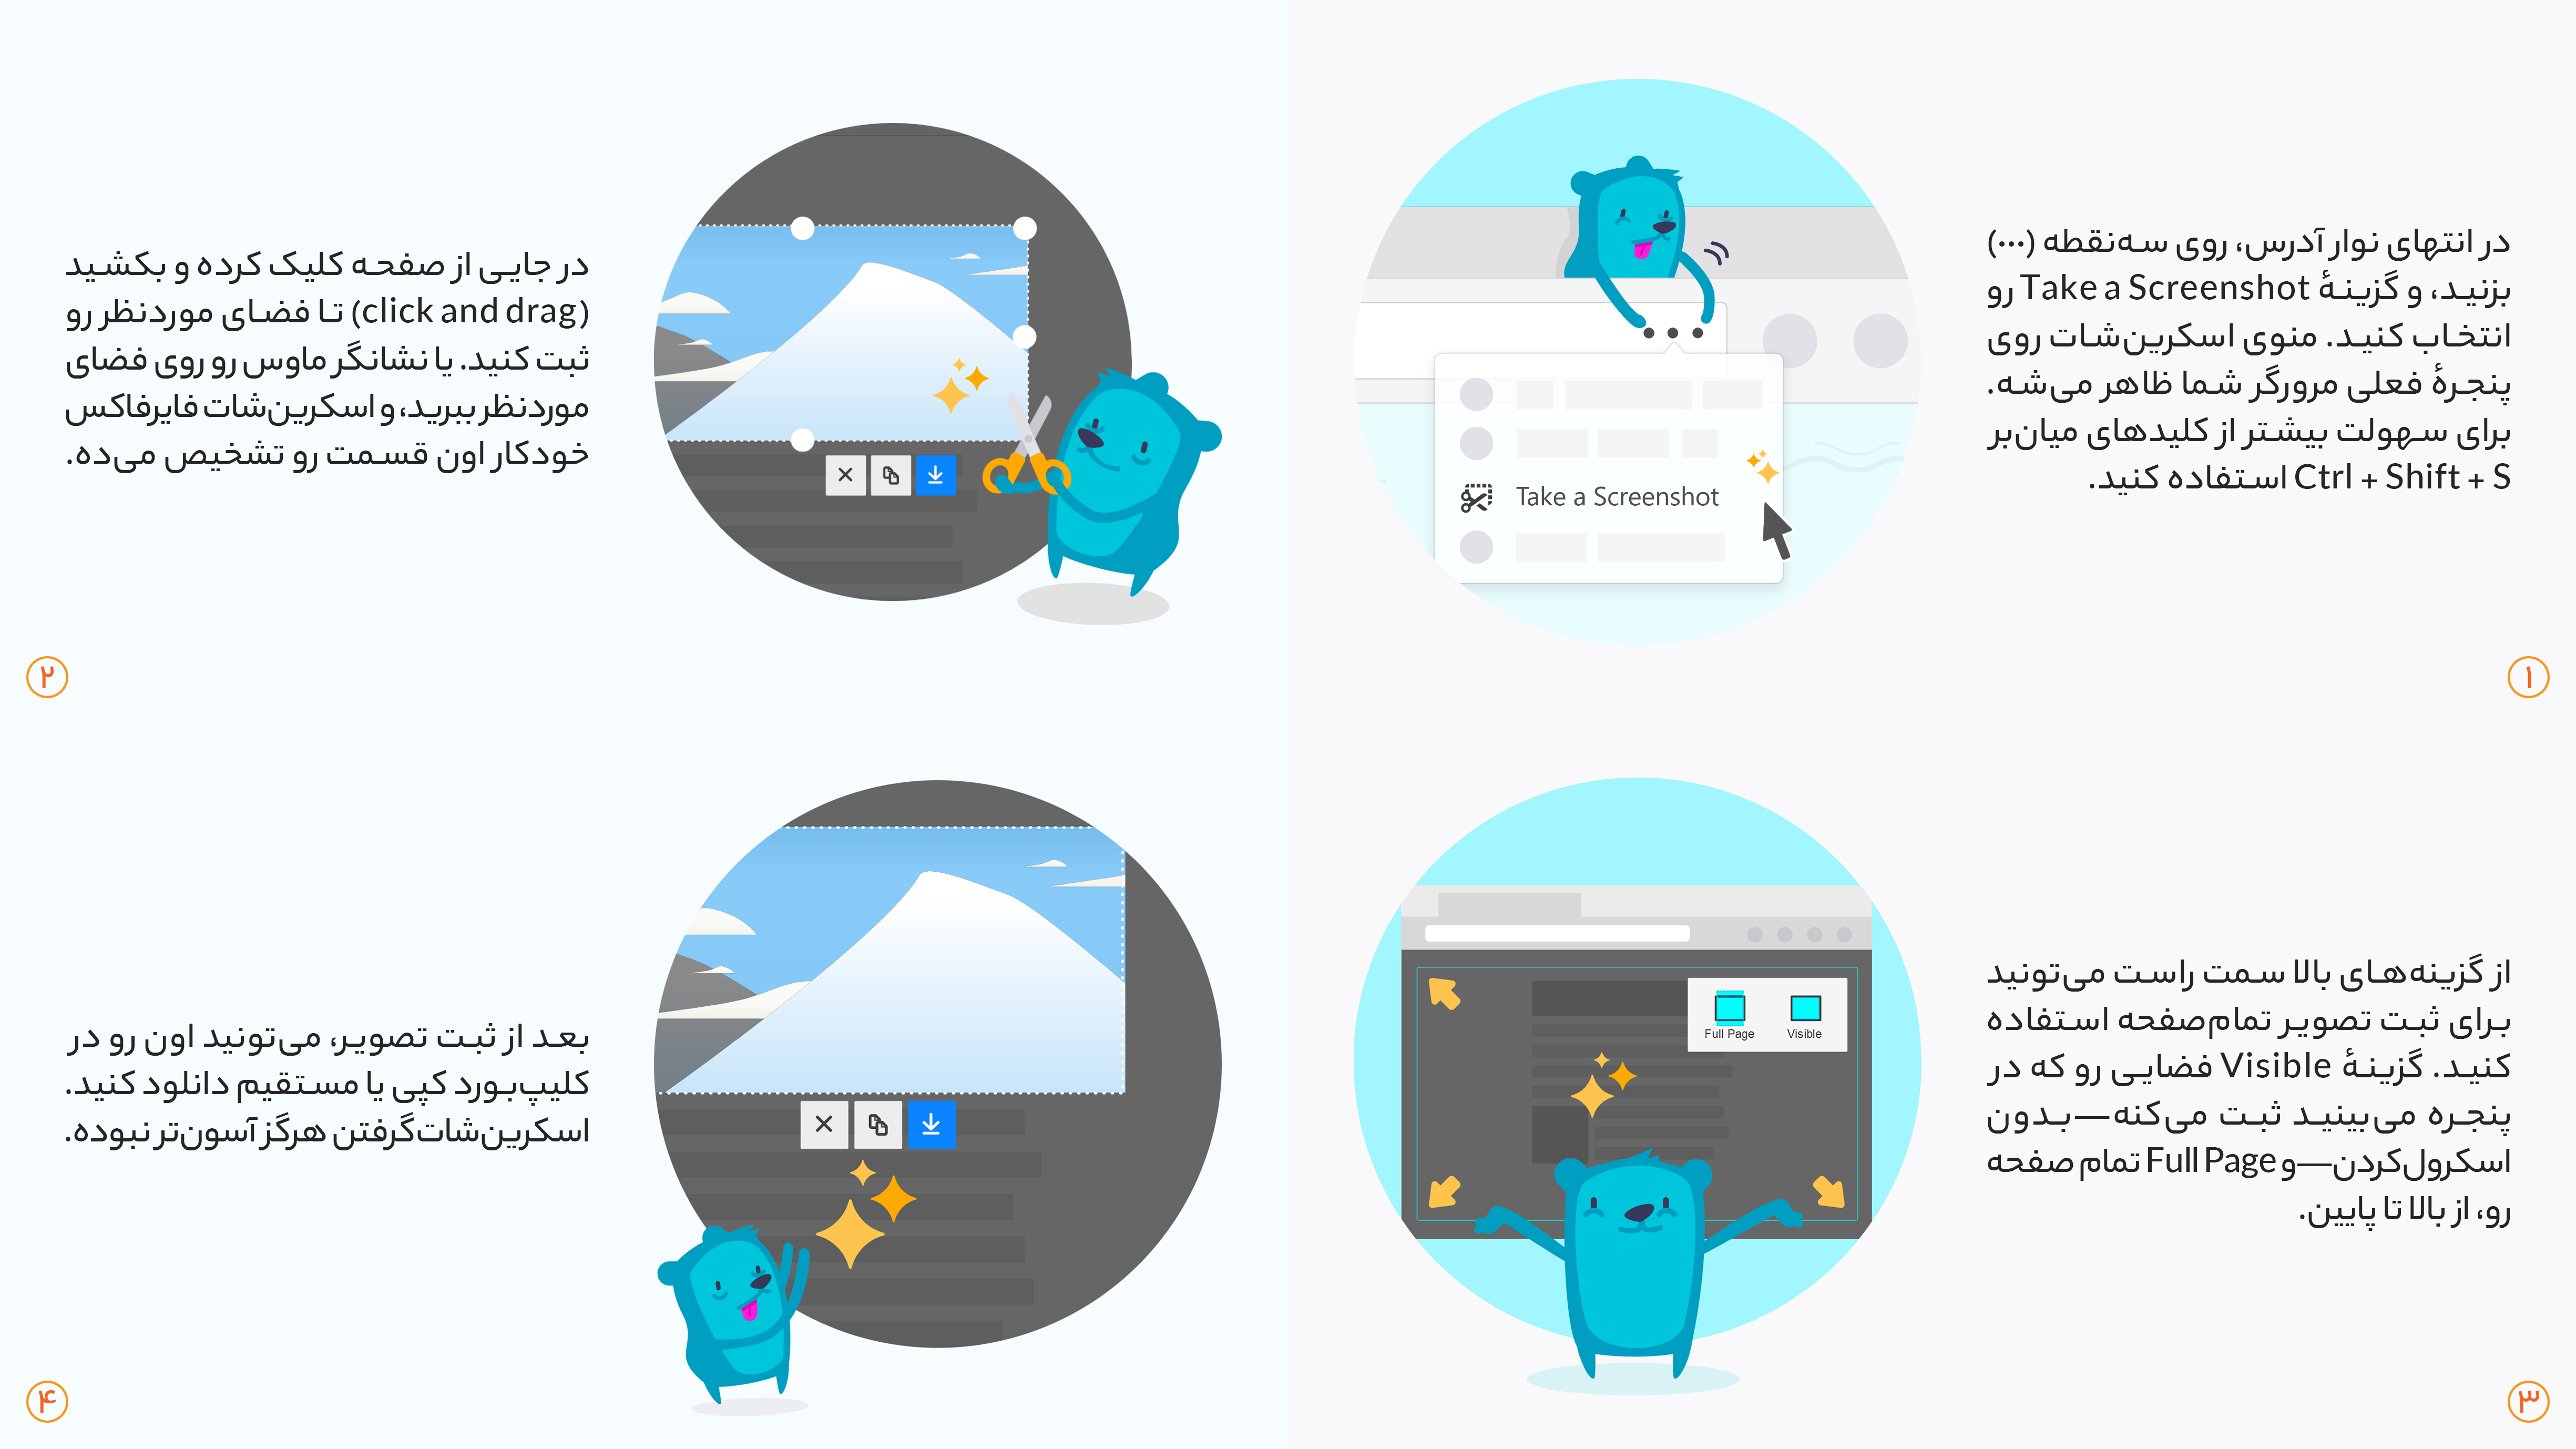 در انتهای نوار آدرس، روی سه‌نقطه (•••)
بزنید، و گزینهٔ Take a Screenshot رو
انتخاب کنید. منوی اسکرین‌شات روی
پنجرهٔ فعلی مرورگر شما ظاهر می‌شه.
برای سهولت بیشتر از کلیدهای میان‌بر
Ctrl + Shift + S استفاده کنید.
Take a Screenshot
۱
در جایی از صفحه کلیک کرده و بکشید
(click and drag) تا فضای موردنظر رو
ثبت کنید. یا نشانگر ماوس رو روی فضای
موردنظر ببرید، و اسکرین‌شات فایرفاکس
خودکار اون قسمت رو تشخیص می‌ده.
۲
از گزینه‌های بالا سمت راست می‌تونید
برای ثبت تصویر تمام‌صفحه استفاده
کنید. گزینهٔ Visible فضایی رو که در
پنجره می‌بینید ثبت می‌کنه—بدون
اسکرول‌کردن—و Full Page تمام صفحه
رو، از بالا تا پایین.
Full Page
Visible
۳
بعد از ثبت تصویر، می‌تونید اون رو در
کلیپ‌بورد کپی یا مستقیم دانلود کنید.
اسکرین‌شات‌گرفتن هرگز آسون‌تر نبوده.
۴